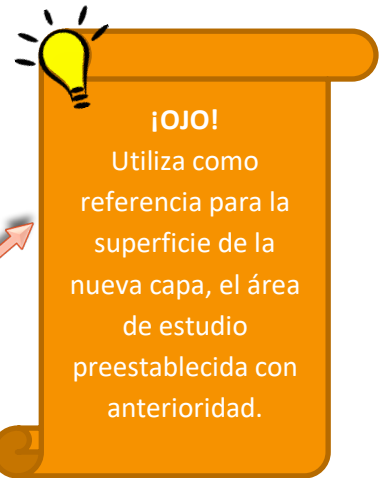 ¡OJO!
Utiliza como
referencia para la
superficie de la
nueva capa, el área
de estudio
preestablecida con
anterioridad.